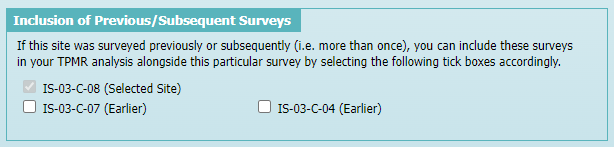 Inclusion of Previous/Subsequent Surveys
If this site was surveyed previously or subsequently (i.e. more than once), you can include these surveys
in your TPMR analysis alongside this particular survey by selecting the following tick boxes accordingly.
IS-03-C-08 (Selected Site)
IS-03-C-07 (Earlier) IS-03-C-04 (Earlier)